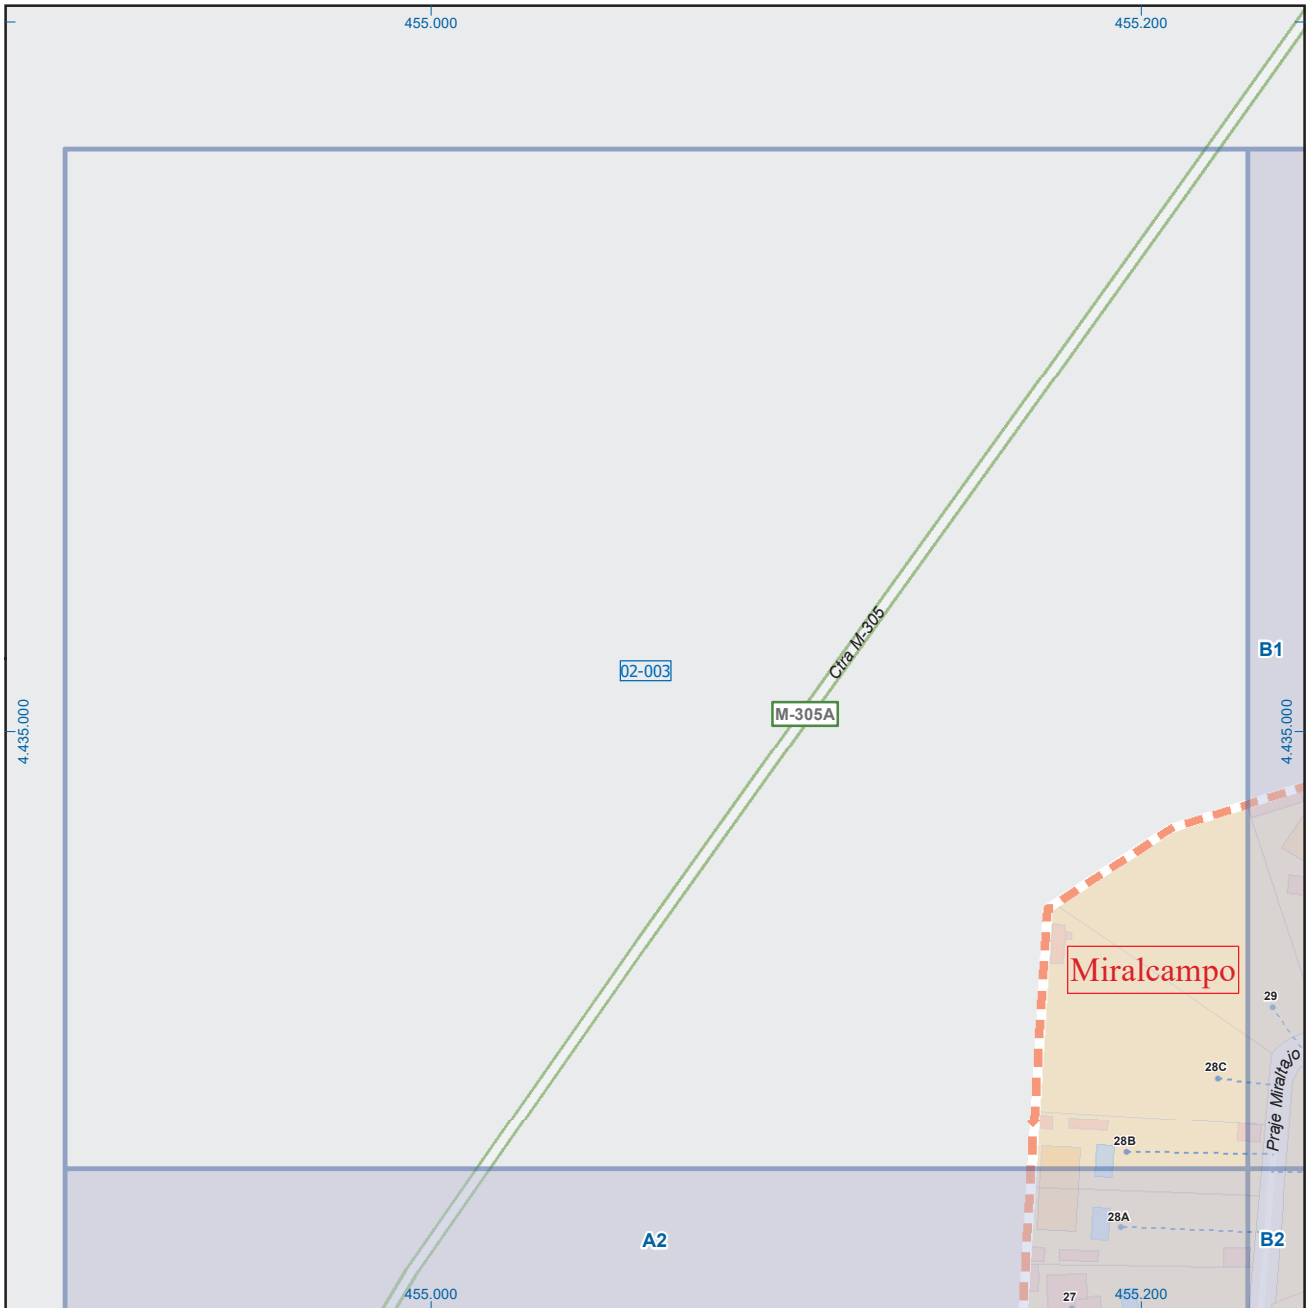 455.000
455.200
Ctra M-305
B1
02-003
M-305A
4.435.000
4.435.000
Miralcampo
29
28C
Praje Miraltajo
28B
28A
A2
B2
455.000
455.200
27